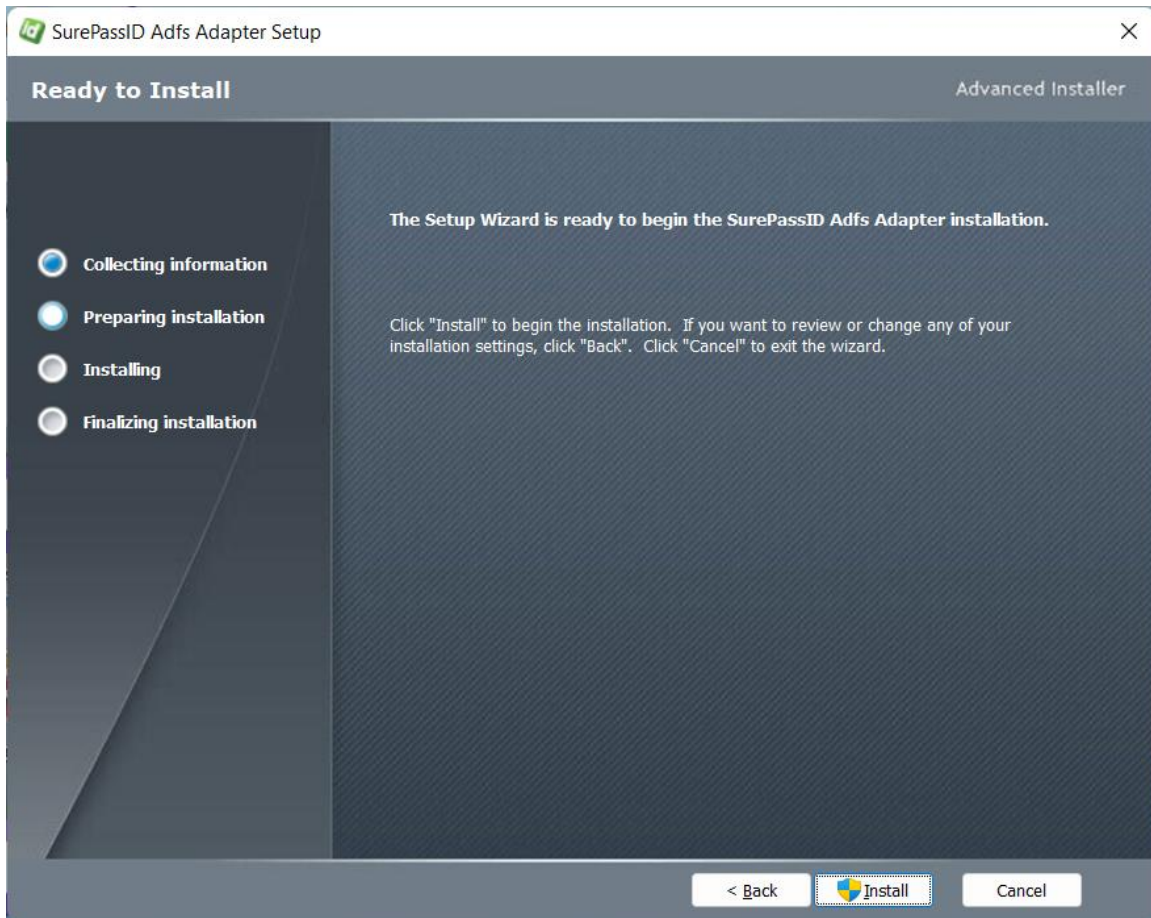 SurePassID Adfs Adapter Setup
Ready to Install
Advanced Installer
The Setup Wizard is ready to begin the SurePassID Adfs Adapter installation.
Collecting information
Preparing installation
Installing
Finalizing installation
Click "Install" to begin the installation. If you want to review or change any of your
installation settings, click "Back". Click "Cancel" to exit the wizard.
< Back
Install
Cancel